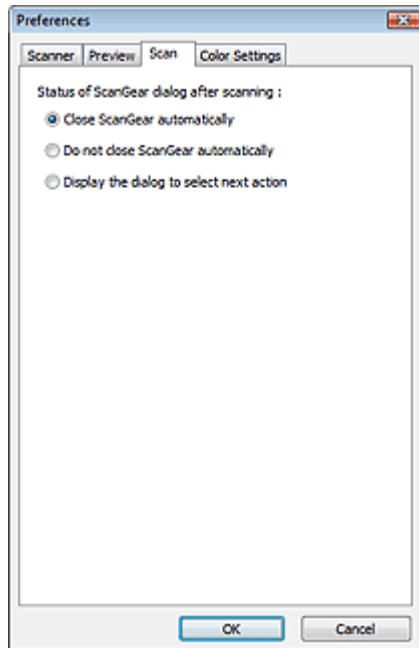 Preferences
Scanner Preview Scan Color Settings
Status of ScanGear dialog after scanning :
Close ScanGear automatically
Do not close ScanGear automatically
Display the dialog to select next action
OK Cancel